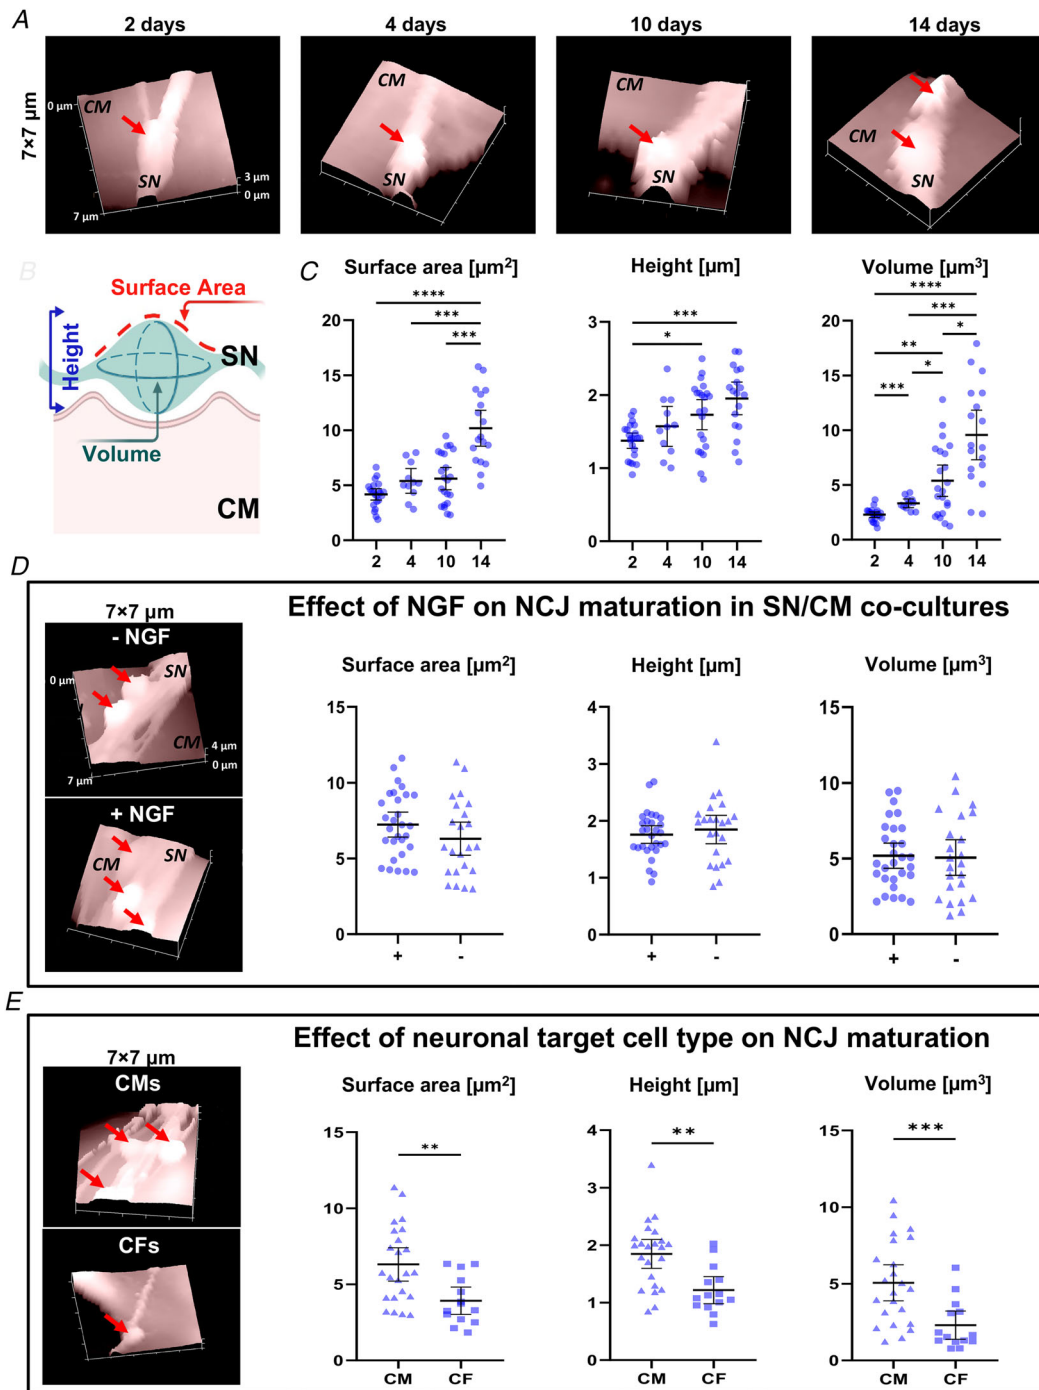 A
2 days
4 days
10 days
14 days
7×7 µm
0 µm
CM
SN
7 µm
3 µm
0 µm
CM
SN
CM
SN
CM
SN
B
Surface Area
Height
SN
Volume
CM
C
Surface area [µm²]
****
***
***
20
15
10
5
0
2 4 10 14
Height [µm]
***
*
3
2
1
0
2 4 10 14
Volume [µm³]
****
***
*
**
*
***
20
15
10
5
0
2 4 10 14
D
Effect of NGF on NCJ maturation in SN/CM co-cultures
7×7 µm
- NGF
0 µm
SN
CM
4 µm
0 µm
7 µm
+ NGF
SN
CM
Surface area [µm²]
15
10
5
0
+ -
Height [µm]
4
3
2
1
0
+ -
Volume [µm³]
15
10
5
0
+ -
E
Effect of neuronal target cell type on NCJ maturation
7×7 µm
CMs
CFs
Surface area [µm²]
**
15
10
5
0
CM CF
Height [µm]
**
4
3
2
1
0
CM CF
Volume [µm³]
***
15
10
5
0
CM CF